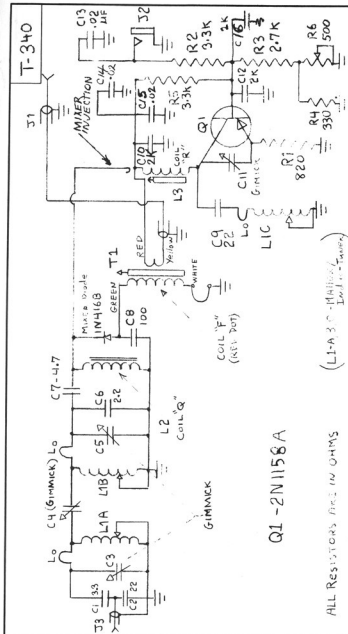 T-340
J1
C13
.02
µF
J2
R2
3.3K
R3
2.7K
R6
500
C14
.02
C15
.02
R5
3.3K
C12
2K
R4
330
MIXER
INJECTION
C10
2K
COIL
"R"
L3
Q1
C11
GIMMICK
R1
820
RED
Yellow
T1
GREEN
WHITE
C9
22
Lo
L1C
MIXER DIODE
1N416B
C8
100
COIL "F"
(RED DOT)
C7-4.7
C6
2.2
C5
L2
COIL "Q"
Lo
C4 (GIMMICK)
L1B
L1A
Lo
C3
GIMMICK
C1
33
C2
22
J3
Q1-2N1158A
ALL RESISTORS ARE IN OHMS